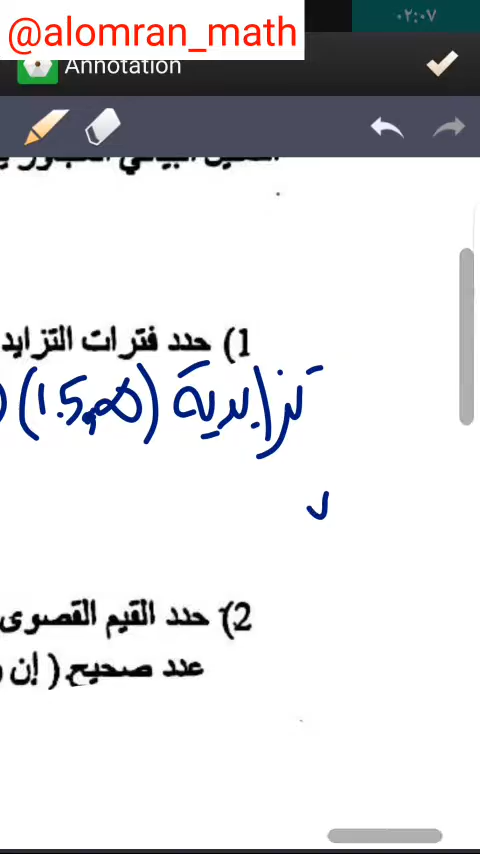 ٠٢:٠٧
@alomran_math
Annotation
1) حدد فترات التزايد
تزايدية (1.5,∞)
2) حدد القيم القصوى
عدد صحيح ( إن